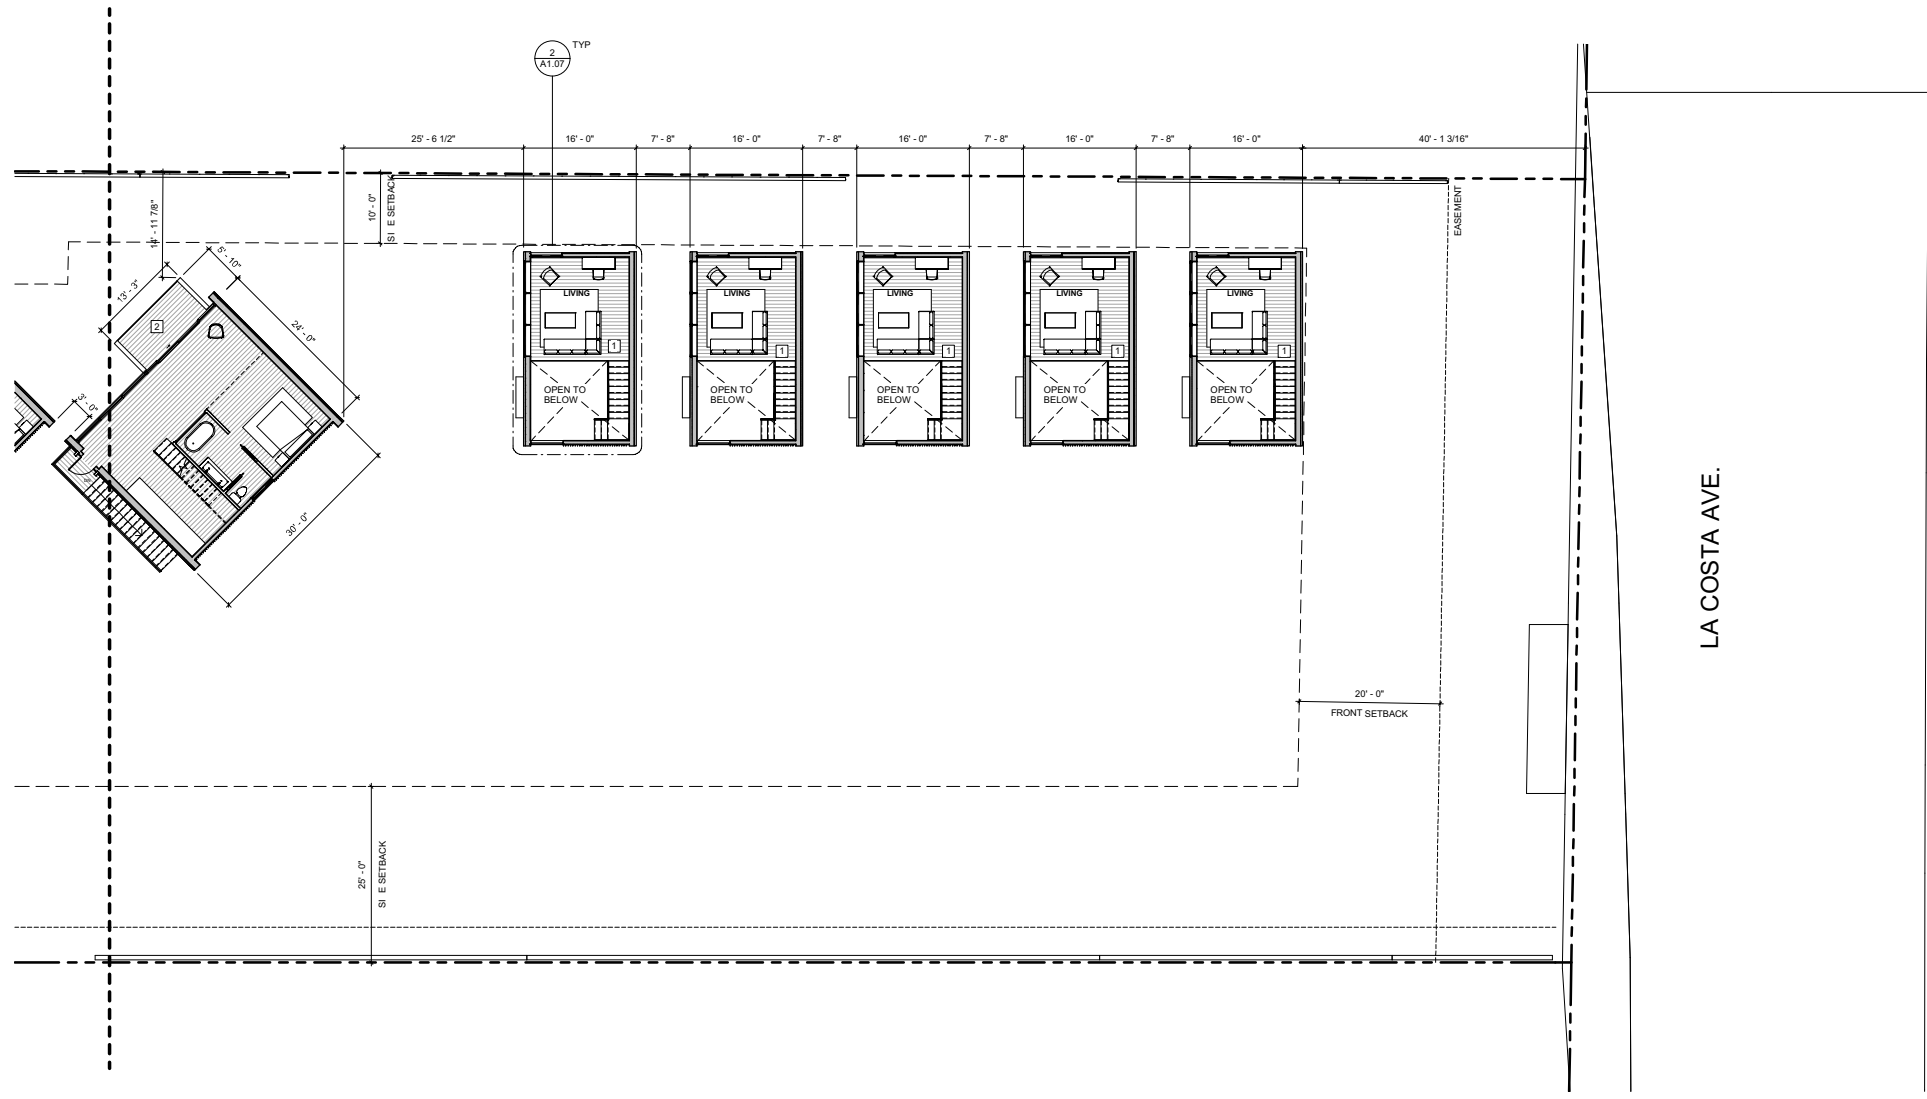 2
A1.07
TYP
25' - 6 1/2"
16' - 0"
7' - 8"
16' - 0"
7' - 8"
16' - 0"
7' - 8"
16' - 0"
7' - 8"
16' - 0"
40' - 1 3/16"
14' - 11 7/8"
10' - 0"
SI E SETBACK
EASEMENT
5' - 10"
13' - 3"
24' - 0"
2
3' - 0"
30' - 0"
LIVING
1
OPEN TO
BELOW
LIVING
1
OPEN TO
BELOW
LIVING
1
OPEN TO
BELOW
LIVING
1
OPEN TO
BELOW
LIVING
1
OPEN TO
BELOW
LA COSTA AVE.
20' - 0"
FRONT SETBACK
25' - 0"
SI E SETBACK